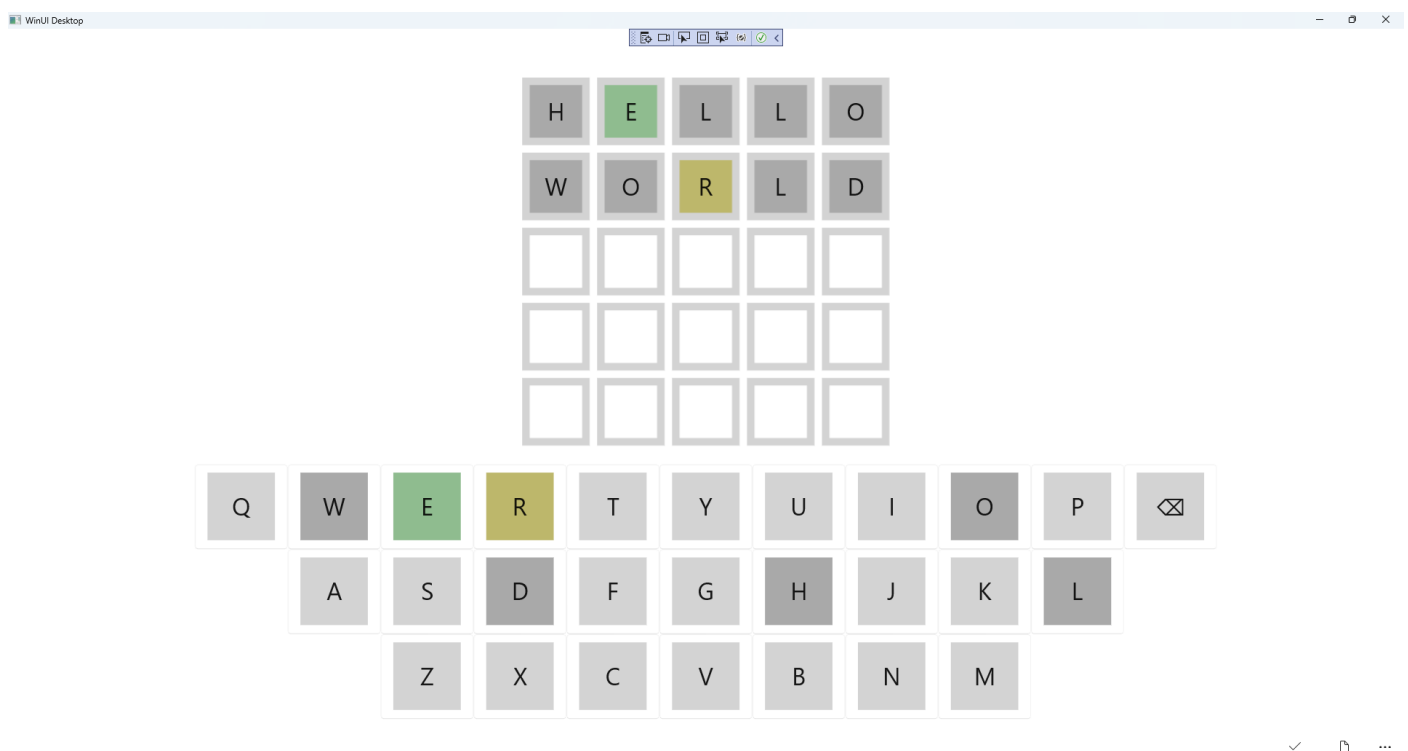 WinUI Desktop
H E L L O
W O R L D
Q W E R T Y U I O P ⌫
A S D F G H J K L
Z X C V B N M